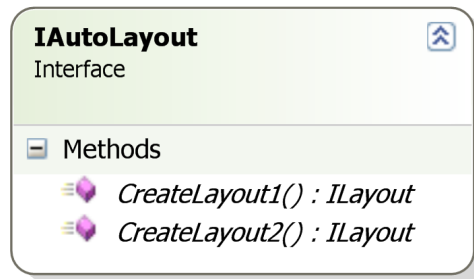 IAutoLayout
Interface
Methods
CreateLayout1() : ILayout
CreateLayout2() : ILayout